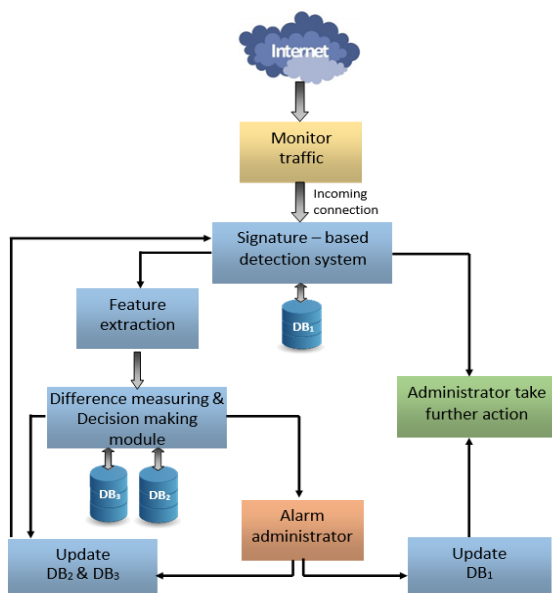 Internet
Monitor
traffic
Incoming
connection
Signature – based
detection system
DB₁
Feature
extraction
Difference measuring &
Decision making
module
DB₃
DB₂
Administrator take
further action
Alarm
administrator
Update
DB₂ & DB₃
Update
DB₁